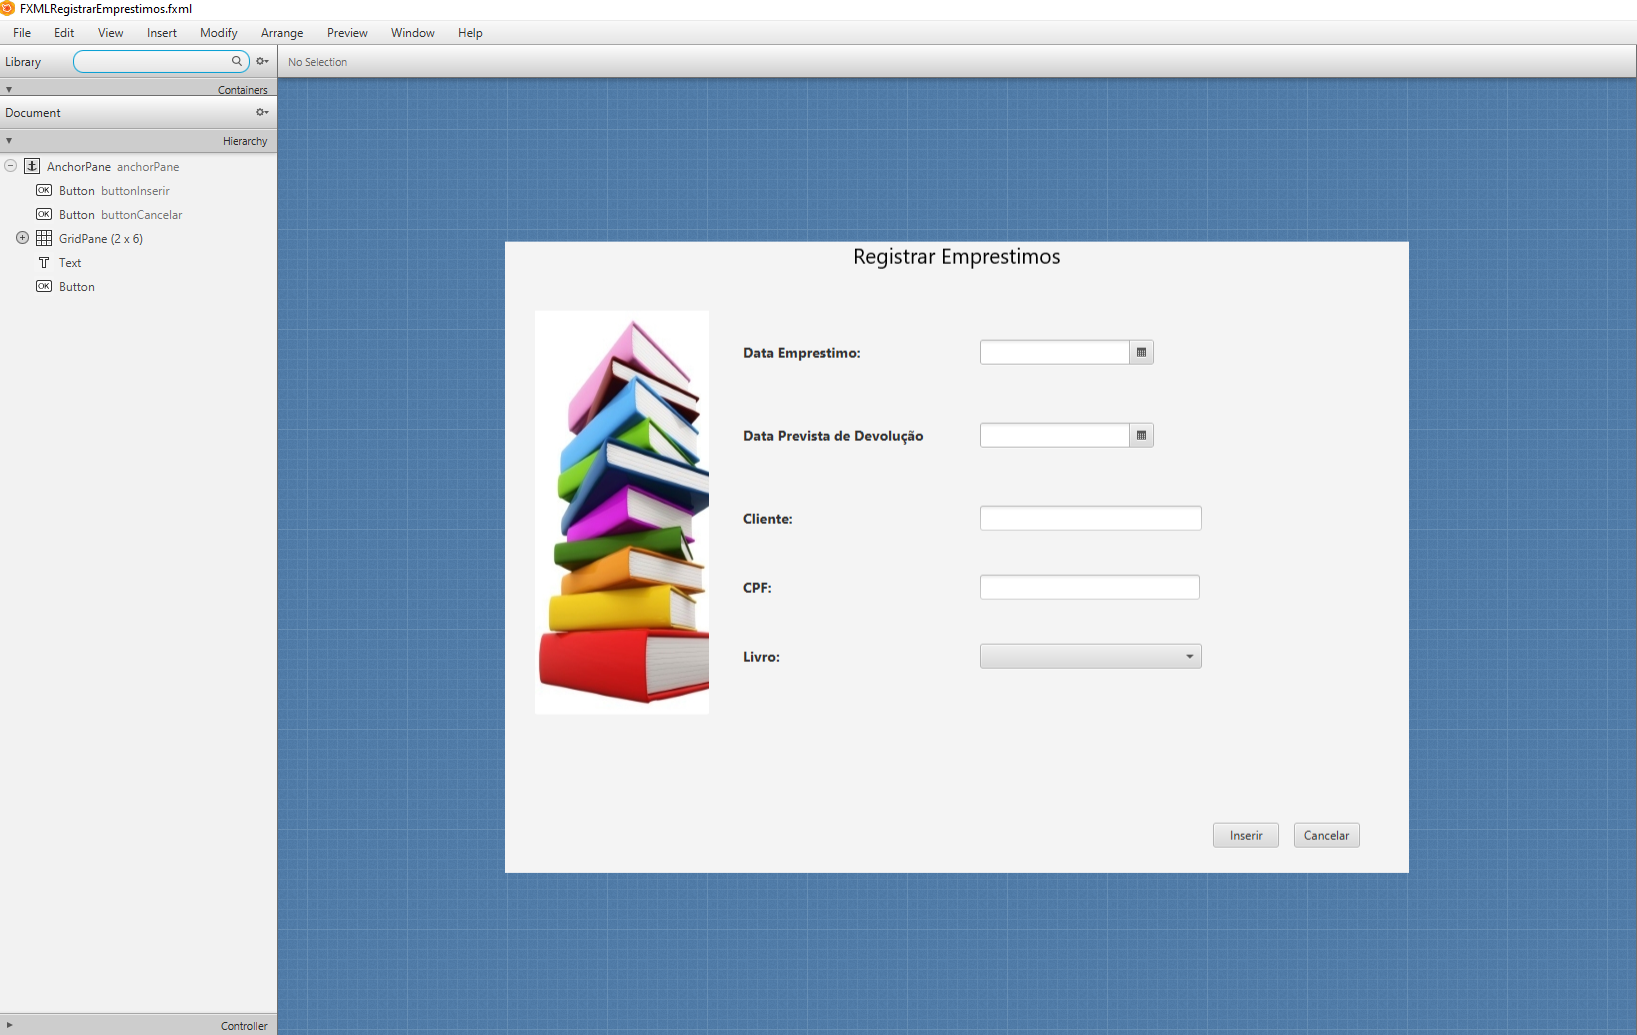 FXMLRegistrarEmprestimos.fxml
File Edit View Insert Modify Arrange Preview Window Help
Library
No Selection
Containers
Document
Hierarchy
AnchorPane anchorPane
OK Button buttonInserir
OK Button buttonCancelar
GridPane (2 x 6)
T Text
OK Button
Controller
Registrar Emprestimos
Data Emprestimo:
Data Prevista de Devolução
Cliente:
CPF:
Livro:
Inserir Cancelar